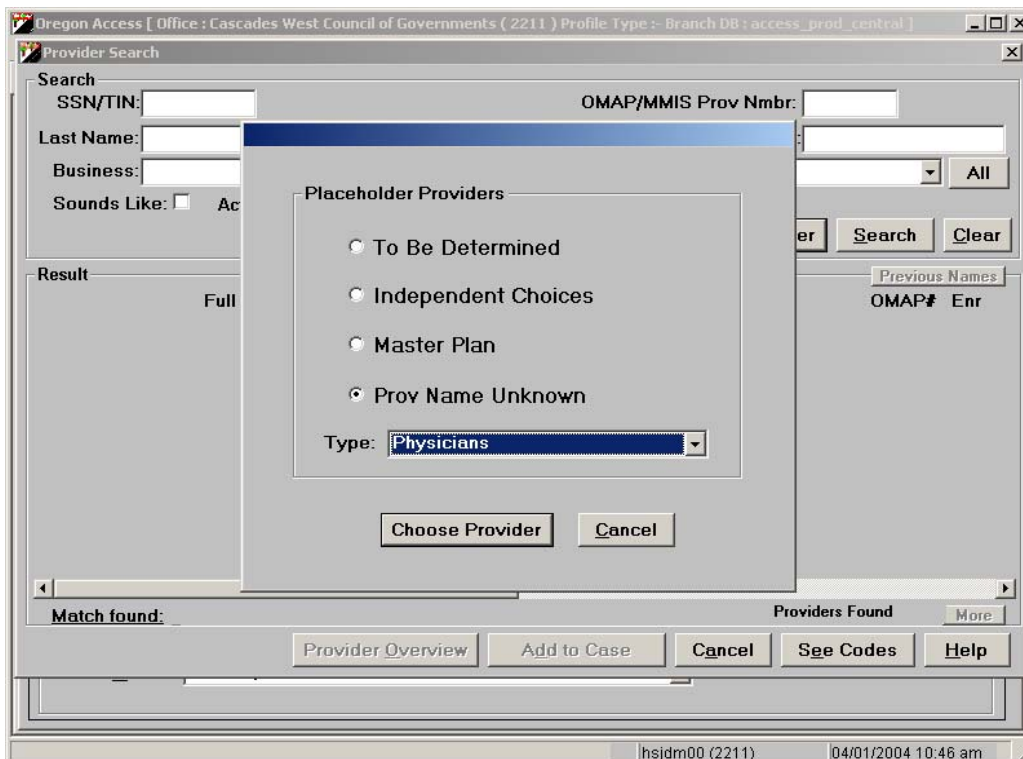 Oregon Access [ Office : Cascades West Council of Governments ( 2211 ) Profile Type :- Branch DB : access_prod_central ]
Provider Search
Search
SSN/TIN: OMAP/MMIS Prov Nmbr:
Last Name: :
Business: All
Sounds Like: Ac
er Search Clear
Placeholder Providers
To Be Determined
Independent Choices
Master Plan
Prov Name Unknown
Type: Physicians
Choose Provider Cancel
Result Previous Names
Full OMAP# Enr
Match found: _ Providers Found More
Provider Overview Add to Case Cancel See Codes Help
hsidm00 (2211) 04/01/2004 10:46 am